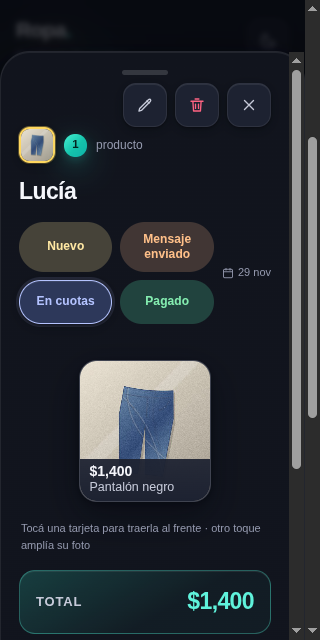 Ropa.
1 producto
Lucía
Nuevo
Mensaje
enviado
29 nov
En cuotas
Pagado
$1,400
Pantalón negro
Tocá una tarjeta para traerla al frente · otro toque
amplía su foto
TOTAL
$1,400